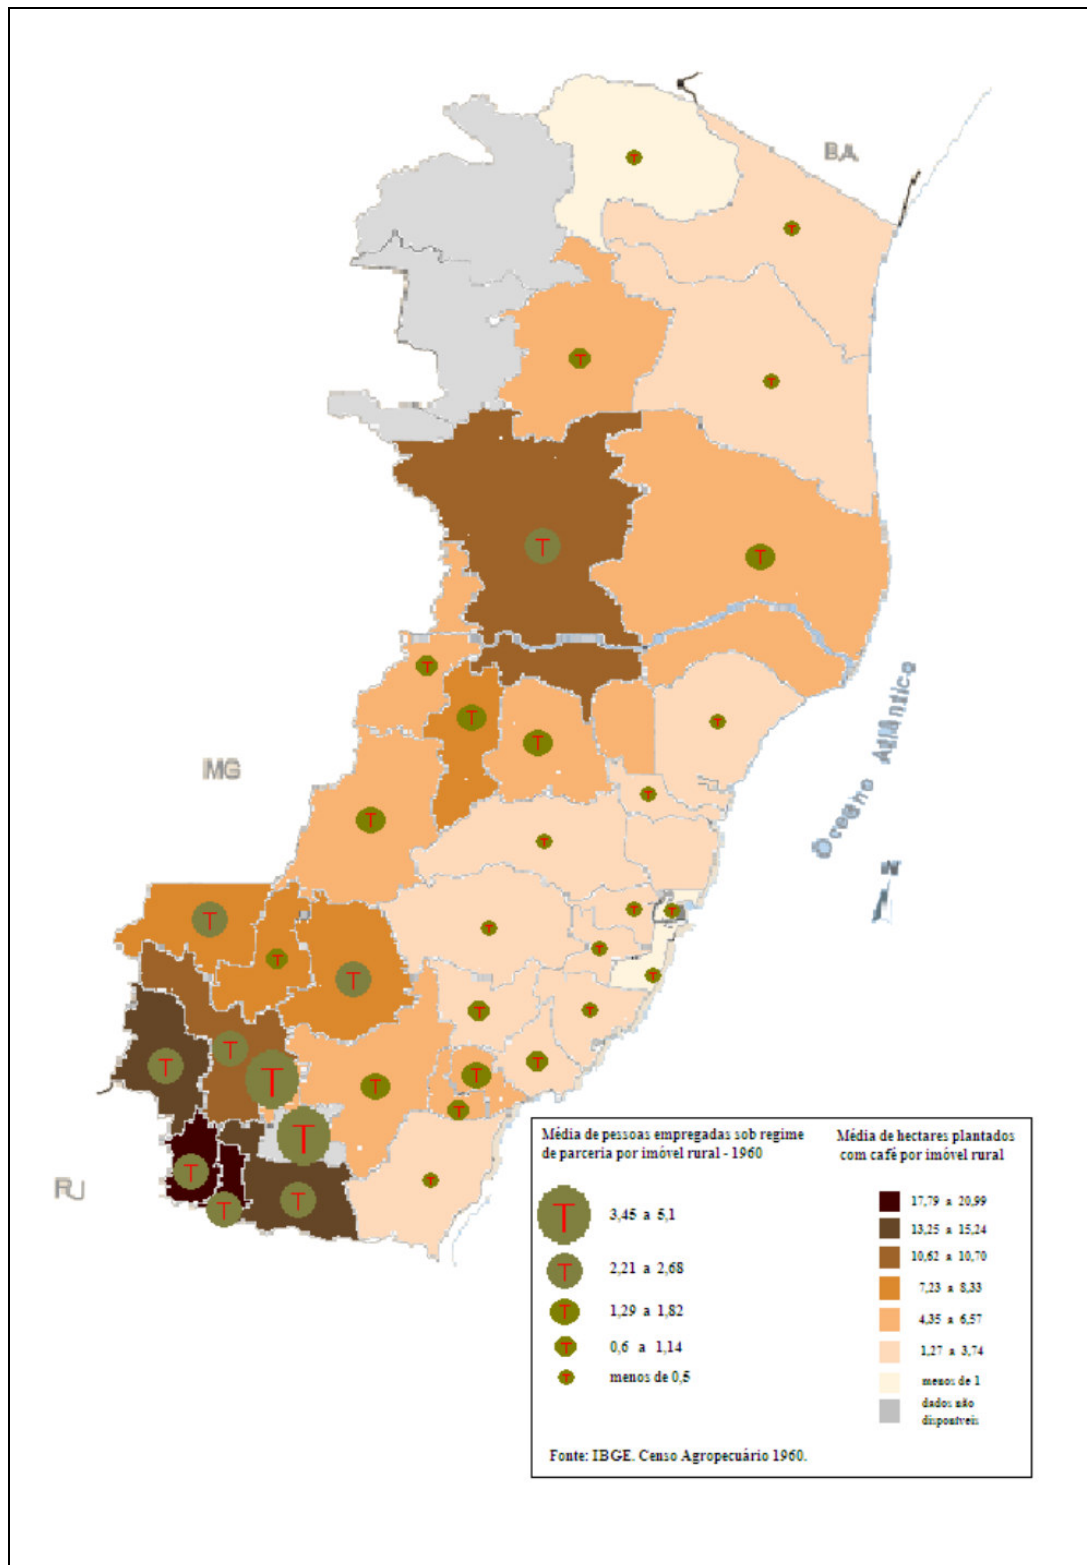 BA
MG
Oceano Atlântico
N
RJ
Média de pessoas empregadas sob regime
de parceria por imóvel rural - 1960
T 3,45 a 5,1
T 2,21 a 2,68
T 1,29 a 1,82
T 0,6 a 1,14
T menos de 0,5
Média de hectares plantados
com café por imóvel rural
17,79 a 20,99
13,25 a 15,24
10,62 a 10,70
7,23 a 8,33
4,35 a 6,57
1,27 a 3,74
menos de 1
dados não
disponíveis
Fonte: IBGE. Censo Agropecuário 1960.